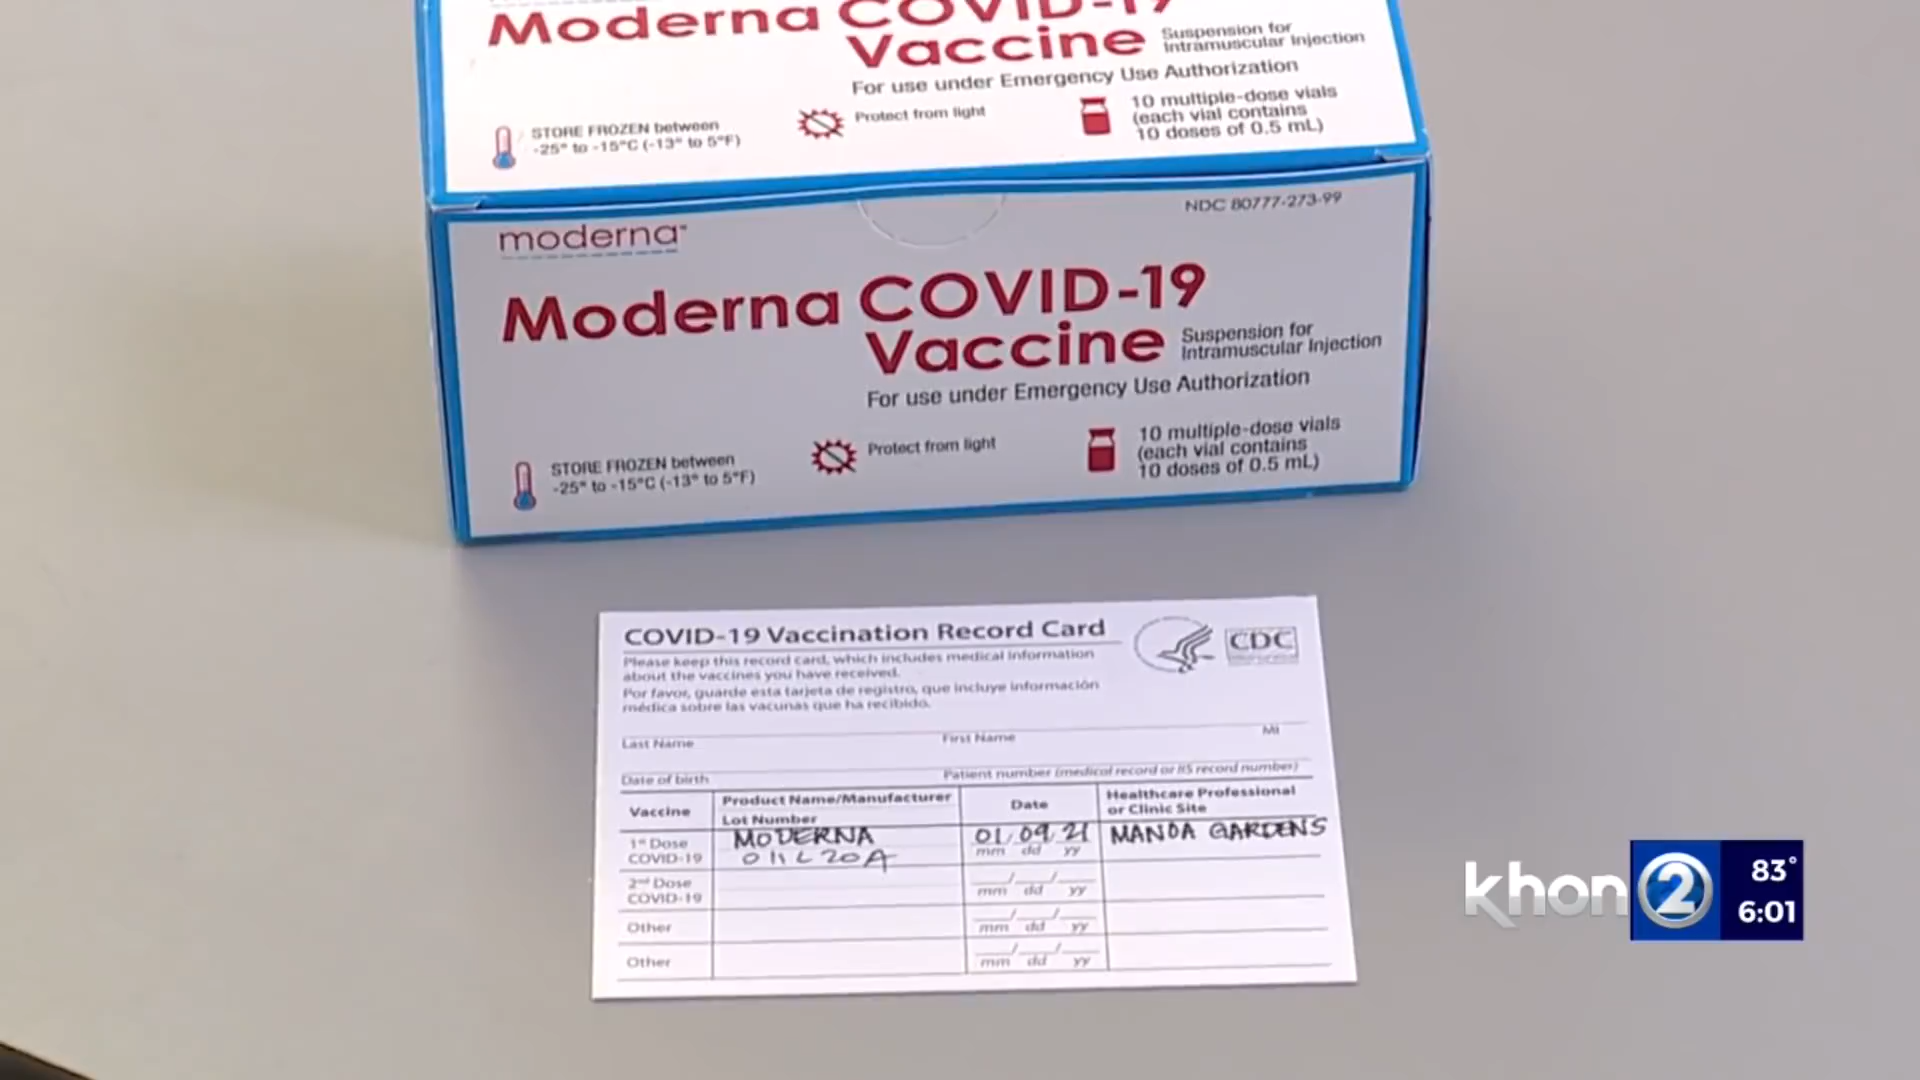 Moderna COVID-19
Vaccine Suspension for
Intramuscular Injection
For use under Emergency Use Authorization
STORE FROZEN between
-25° to -15°C (-13° to 5°F)
Protect from light
10 multiple-dose vials
(each vial contains
10 doses of 0.5 mL)
NDC 80777-273-99
moderna
Moderna COVID-19
Vaccine Suspension for
Intramuscular Injection
For use under Emergency Use Authorization
STORE FROZEN between
-25° to -15°C (-13° to 5°F)
Protect from light
10 multiple-dose vials
(each vial contains
10 doses of 0.5 mL)
COVID-19 Vaccination Record Card
CDC
Please keep this record card, which includes medical information
about the vaccines you have received.
Por favor, guarde esta tarjeta de registro, que incluye información
médica sobre las vacunas que ha recibido.
Last Name First Name MI
Date of birth Patient number (medical record or IIS record number)
Vaccine
Product Name/Manufacturer
Lot Number
Date
Healthcare Professional
or Clinic Site
1st Dose
COVID-19
MODERNA
011L20A
01/09/21
mm dd yy
MANOA GARDENS
2nd Dose
COVID-19
mm dd yy
Other
mm dd yy
Other
mm dd yy
khon 2
83°
6:01